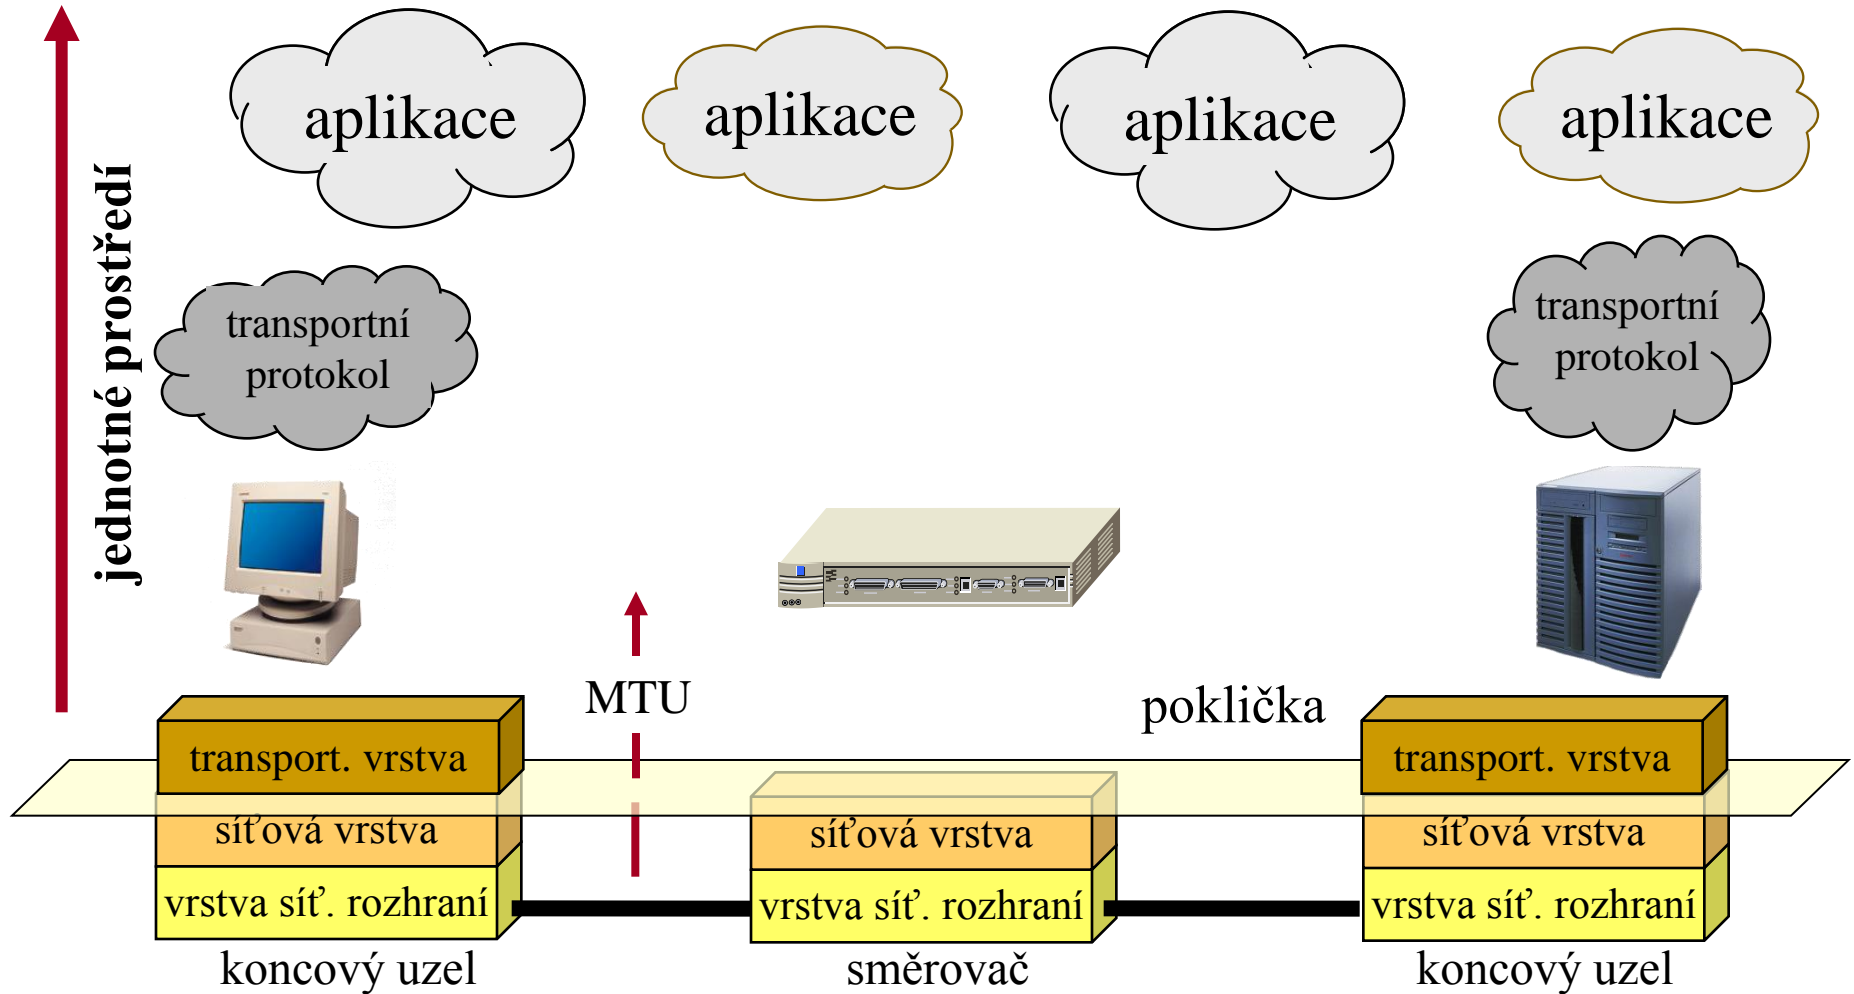 aplikace
aplikace
aplikace
aplikace
jednotné prostředí
transportní
protokol
transportní
protokol
MTU
poklička
transport. vrstva
transport. vrstva
síťová vrstva
síťová vrstva
síťová vrstva
vrstva síť. rozhraní
vrstva síť. rozhraní
vrstva síť. rozhraní
koncový uzel
směrovač
koncový uzel